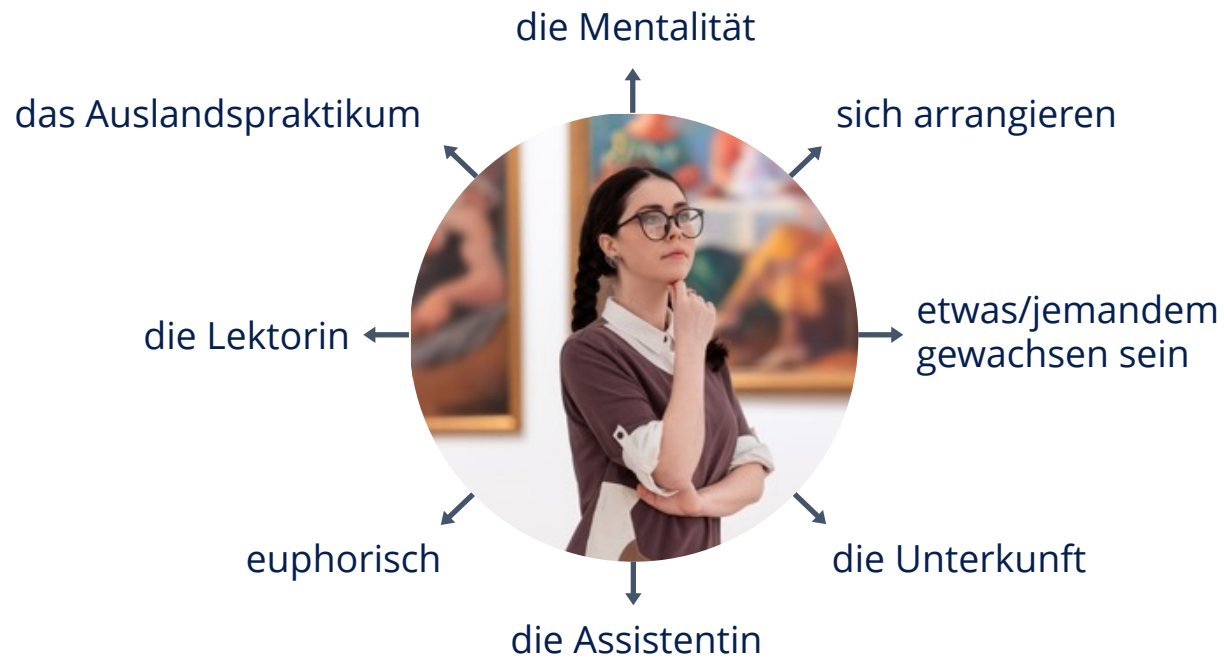 die Mentalität
das Auslandspraktikum
sich arrangieren
die Lektorin
etwas/jemandem
gewachsen sein
euphorisch
die Unterkunft
die Assistentin